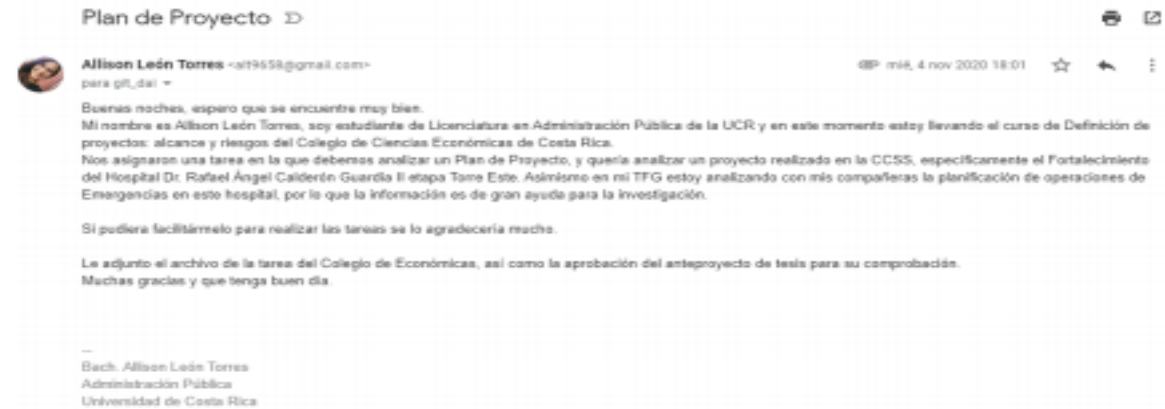 Plan de Proyecto
Allison León Torres <alt9658@gmail.com>
mié, 4 nov 2020 18:01
para git_dai
Buenas noches, espero que se encuentre muy bien.
Mi nombre es Allison León Torres, soy estudiante de Licenciatura en Administración Pública de la UCR y en este momento estoy llevando el curso de Definición de
proyectos: alcance y riesgos del Colegio de Ciencias Económicas de Costa Rica.
Nos asignaron una tarea en la que debemos analizar un Plan de Proyecto, y quería analizar un proyecto realizado en la CCSS, específicamente el Fortalecimiento
del Hospital Dr. Rafael Ángel Calderón Guardia II etapa Torre Este. Asimismo en mi TFG estoy analizando con mis compañeras la planificación de operaciones de
Emergencias en este hospital, por lo que la información es de gran ayuda para la investigación.
Si pudiera facilitármelo para realizar las tareas se lo agradecería mucho.
Le adjunto el archivo de la tarea del Colegio de Económicas, así como la aprobación del anteproyecto de tesis para su comprobación.
Muchas gracias y que tenga buen día.
--
Bach. Allison León Torres
Administración Pública
Universidad de Costa Rica